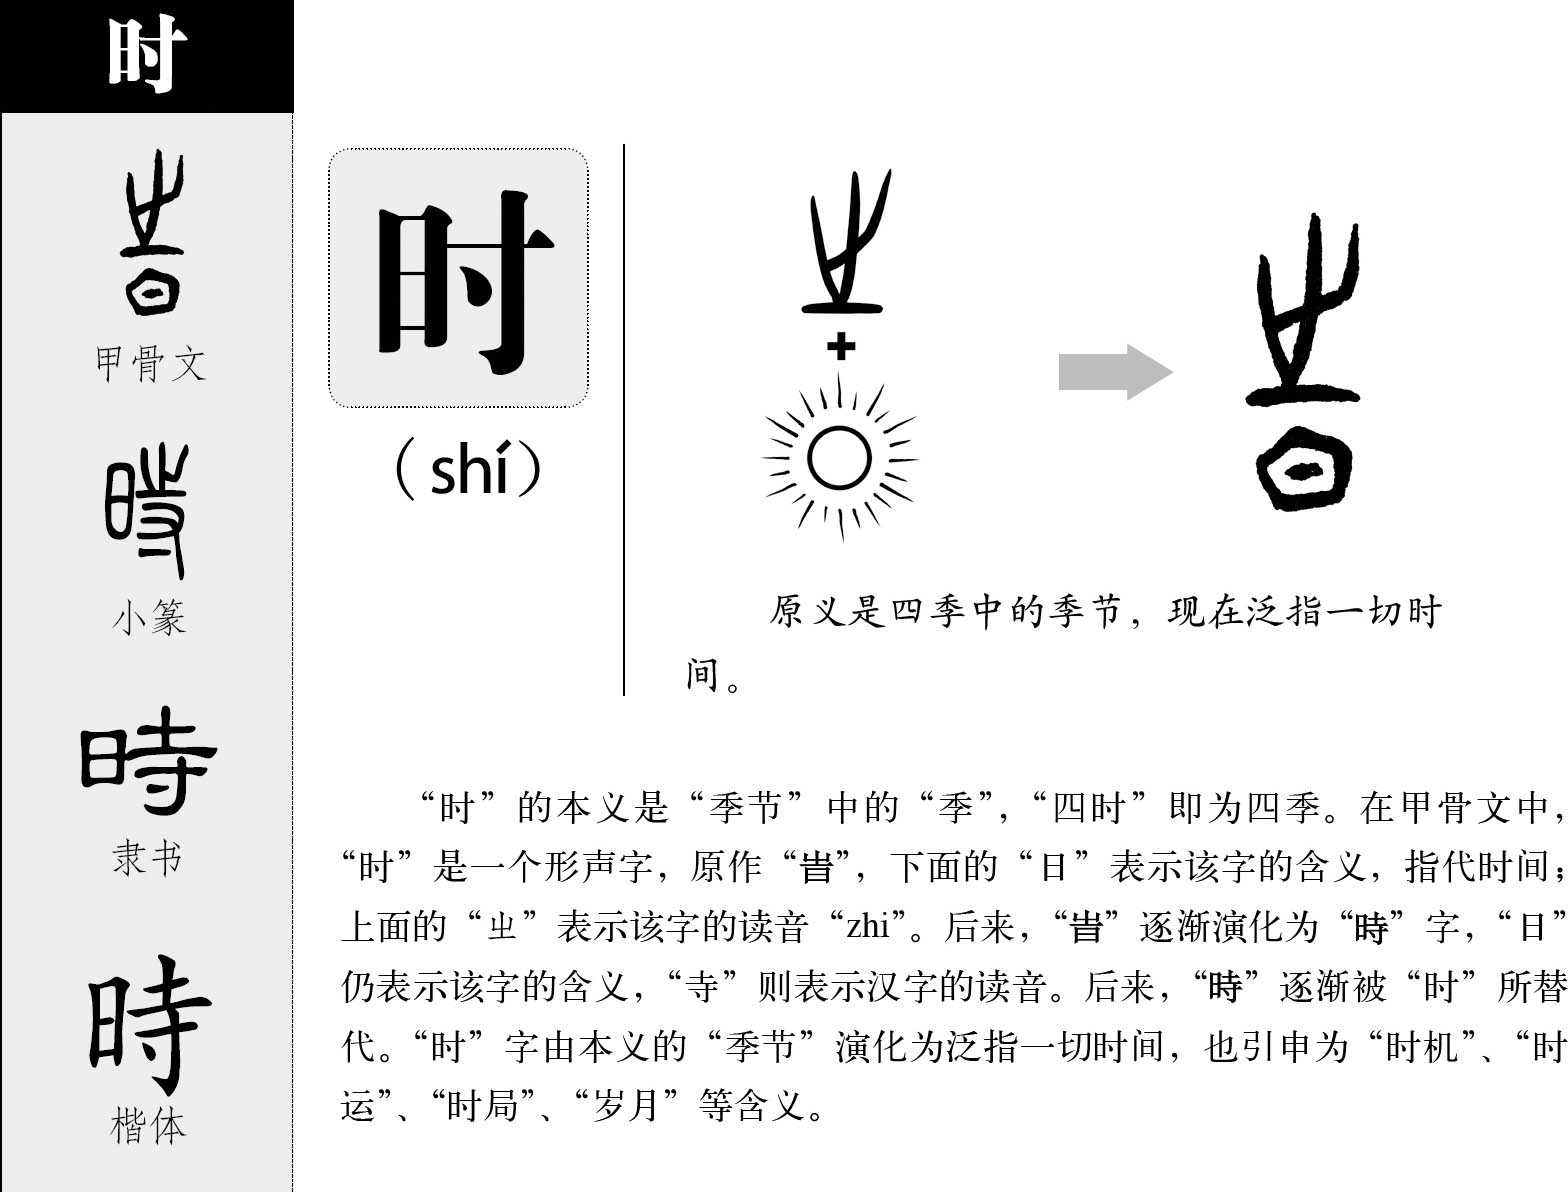 时
甲骨文
小篆
隶书
楷体
时
（shí）
原义是四季中的季节，现在泛指一切时
间。
“时”的本义是“季节”中的“季”，“四时”即为四季。在甲骨文中，
“时”是一个形声字，原作“旹”，下面的“日”表示该字的含义，指代时间；
上面的“㞢”表示该字的读音“zhi”。后来，“旹”逐渐演化为“時”字，“日”
仍表示该字的含义，“寺”则表示汉字的读音。后来，“時”逐渐被“时”所替
代。“时”字由本义的“季节”演化为泛指一切时间，也引申为“时机”、“时
运”、“时局”、“岁月”等含义。